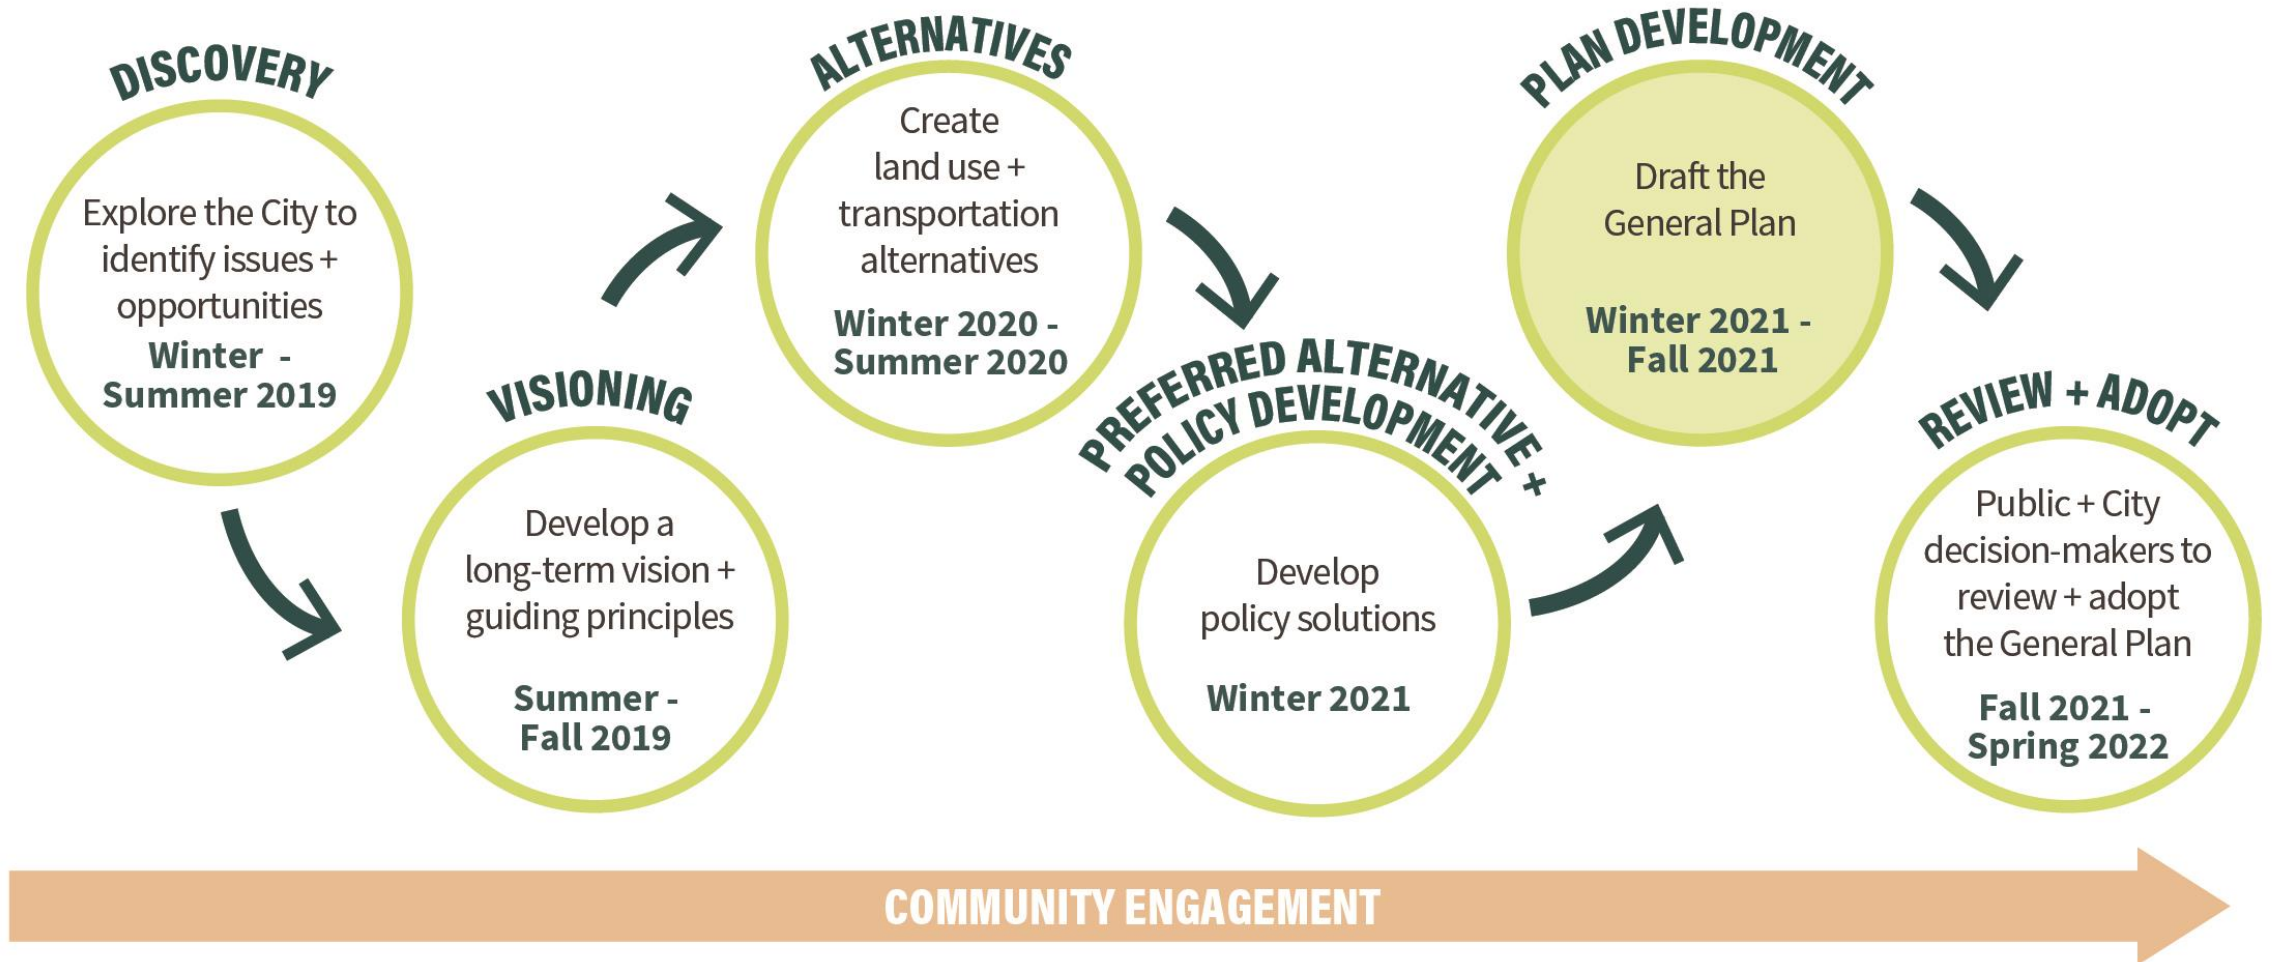 DISCOVERY
Explore the City to
identify issues +
opportunities
Winter -
Summer 2019
VISIONING
Develop a
long-term vision +
guiding principles
Summer -
Fall 2019
ALTERNATIVES
Create
land use +
transportation
alternatives
Winter 2020 -
Summer 2020
PREFERRED ALTERNATIVE +
POLICY DEVELOPMENT
Develop
policy solutions
Winter 2021
PLAN DEVELOPMENT
Draft the
General Plan
Winter 2021 -
Fall 2021
REVIEW + ADOPT
Public + City
decision-makers to
review + adopt
the General Plan
Fall 2021 -
Spring 2022
COMMUNITY ENGAGEMENT